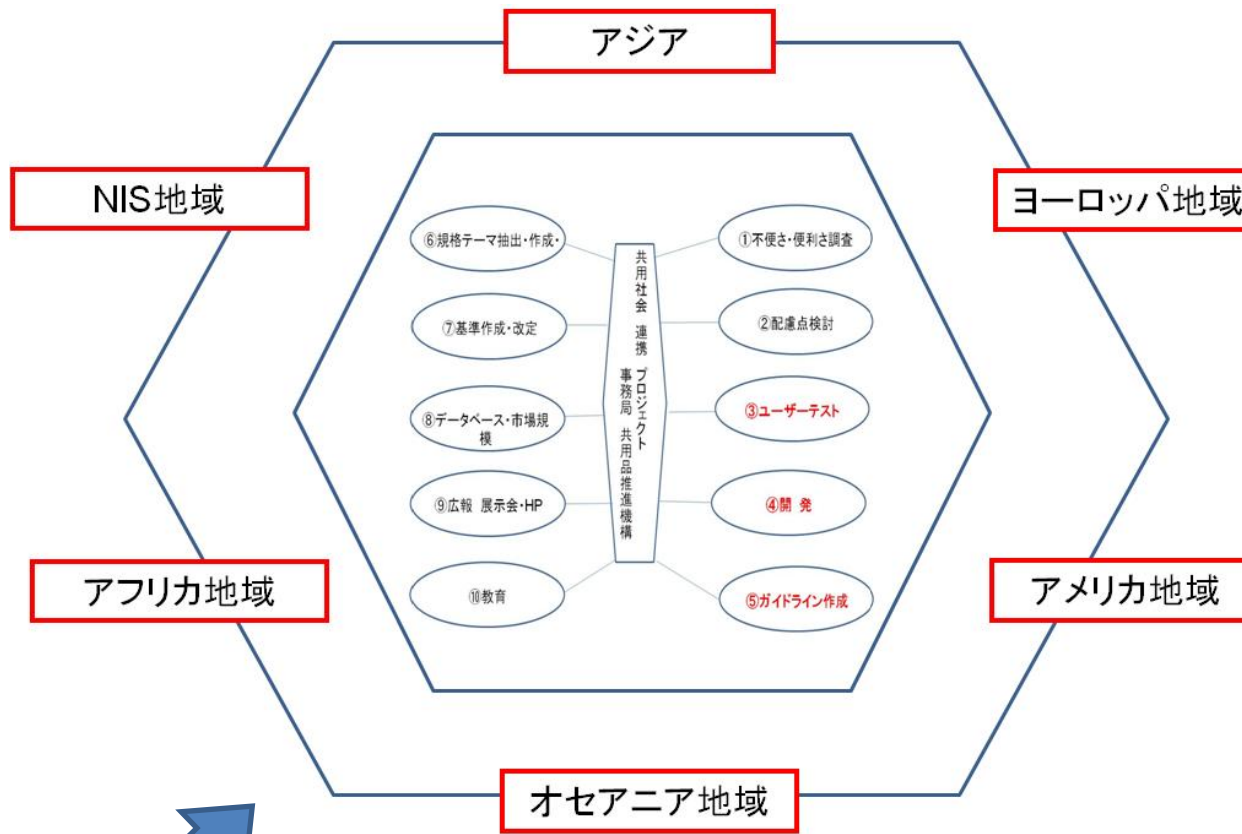 アジア
NIS地域
ヨーロッパ地域
⑥規格テーマ抽出・作成・
①不便さ・便利さ調査
⑦基準作成・改定
②配慮点検討
⑧データベース・市場規
模
③ユーザーテスト
⑨広報 展示会・HP
④開 発
⑩教育
⑤ガイドライン作成
共用社会 連携 プロジェクト
事務局 共用品推進機構
アフリカ地域
アメリカ地域
オセアニア地域